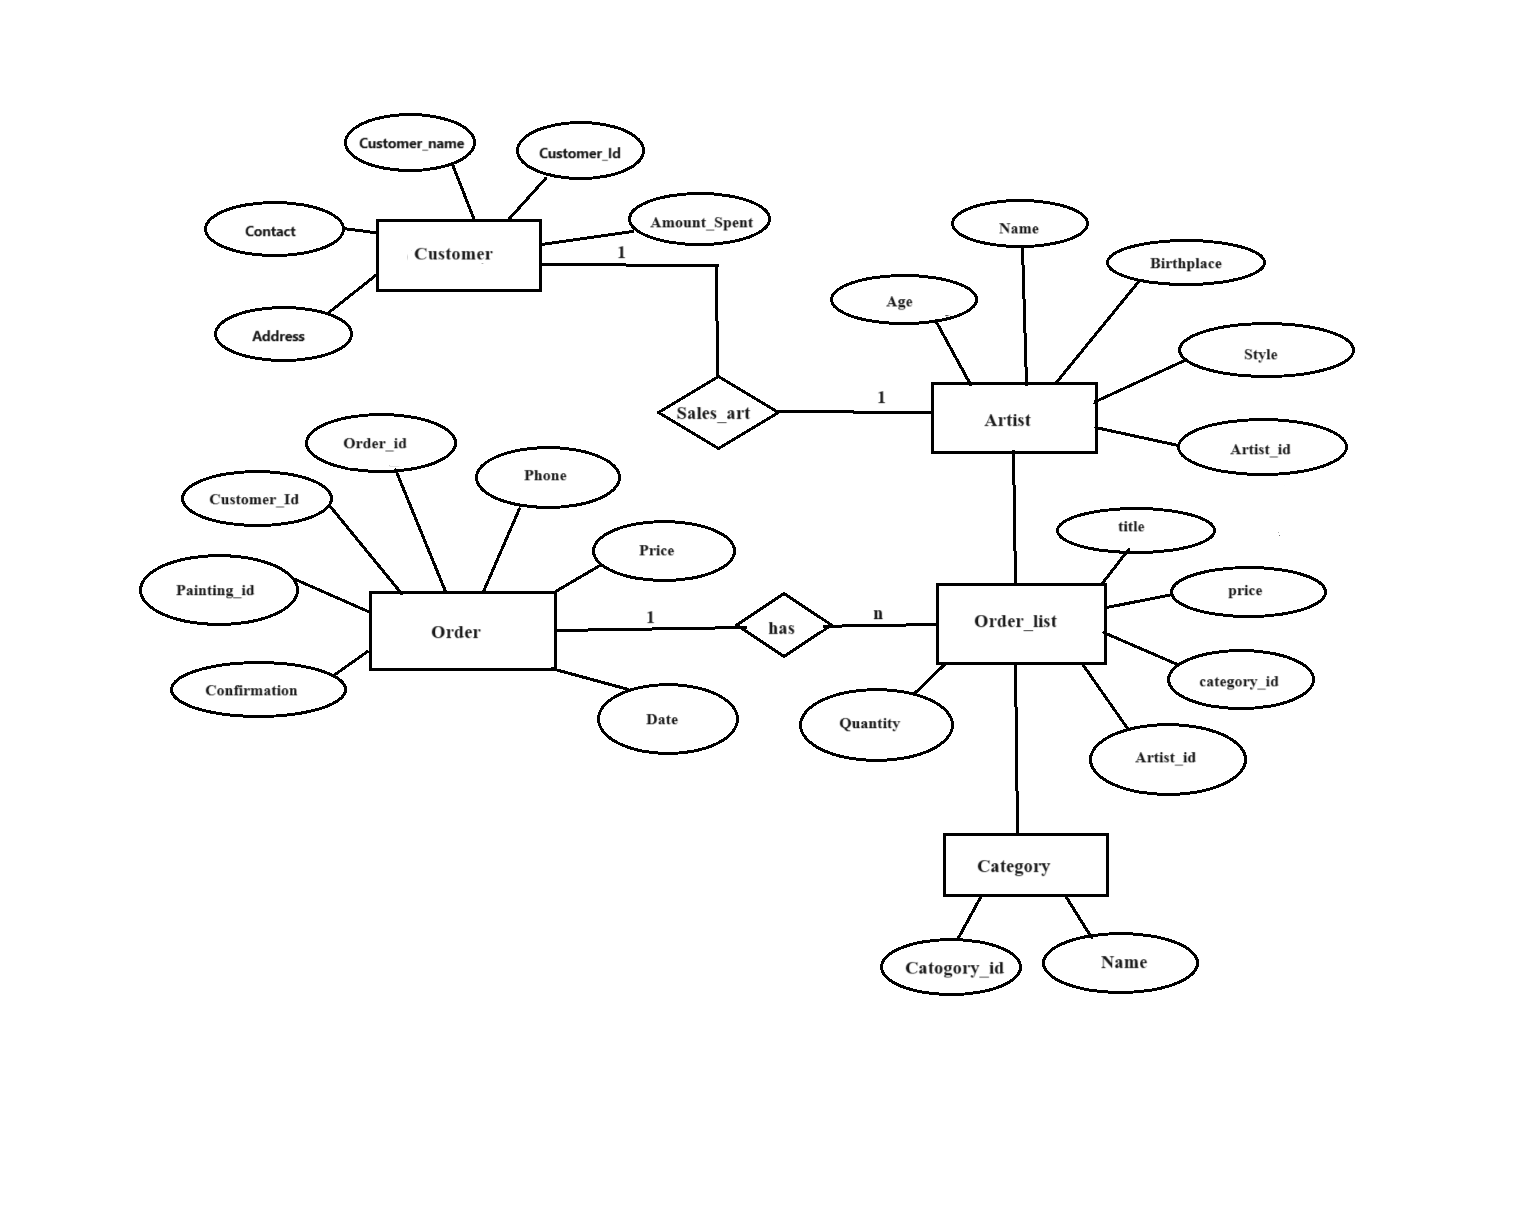 Customer_name
Customer_Id
Contact
Amount_Spent
Customer
1
Address
Name
Birthplace
Age
Style
Sales_art
1
Artist
Artist_id
Order_id
Phone
Customer_Id
Price
Painting_id
Order
Confirmation
Date
1
has
n
title
price
Order_list
category_id
Quantity
Artist_id
Category
Catogory_id
Name